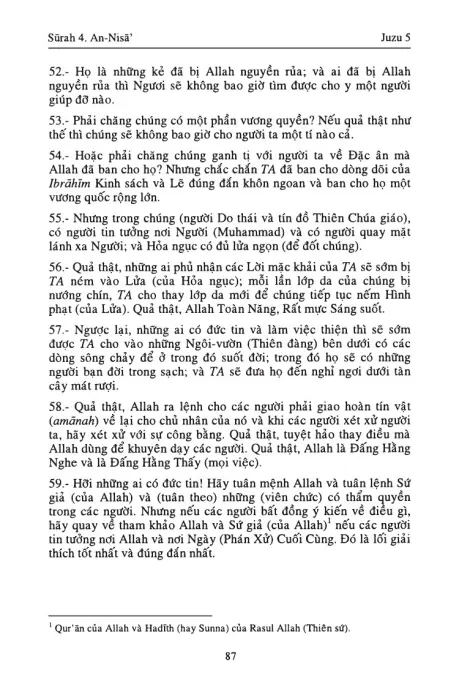 Sūrah 4. An-Nisā’ Juzu 5
52.- Họ là những kẻ đã bị Allah nguyền rủa; và ai đã bị Allah
nguyền rủa thì Ngươi sẽ không bao giờ tìm được cho y một người
giúp đỡ nào.
53.- Phải chăng chúng có một phần vương quyền? Nếu quả thật như
thế thì chúng sẽ không bao giờ cho người ta một tí nào cả.
54.- Hoặc phải chăng chúng ganh tị với người ta về Đặc ân mà
Allah đã ban cho họ? Nhưng chắc chắn TA đã ban cho dòng dõi của
Ibrāhīm Kinh sách và Lẽ đúng đắn khôn ngoan và ban cho họ một
vương quốc rộng lớn.
55.- Nhưng trong chúng (người Do thái và tín đồ Thiên Chúa giáo),
có người tin tưởng nơi Người (Muhammad) và có người quay mặt
lánh xa Người; và Hỏa ngục có đủ lửa ngọn (để đốt chúng).
56.- Quả thật, những ai phủ nhận các Lời mặc khải của TA sẽ sớm bị
TA ném vào Lửa (của Hỏa ngục); mỗi lần lớp da của chúng bị
nướng chín, TA cho thay lớp da mới để chúng tiếp tục nếm Hình
phạt (của Lửa). Quả thật, Allah Toàn Năng, Rất mực Sáng suốt.
57.- Ngược lại, những ai có đức tin và làm việc thiện thì sẽ sớm
được TA cho vào những Ngôi-vườn (Thiên đàng) bên dưới có các
dòng sông chảy để ở trong đó suốt đời; trong đó họ sẽ có những
người bạn đời trong sạch; và TA sẽ đưa họ đến nghỉ ngơi dưới tàn
cây mát rượi.
58.- Quả thật, Allah ra lệnh cho các người phải giao hoàn tín vật
(amānah) về lại cho chủ nhân của nó và khi các người xét xử người
ta, hãy xét xử với sự công bằng. Quả thật, tuyệt hảo thay điều mà
Allah dùng để khuyên dạy các người. Quả thật, Allah là Đấng Hằng
Nghe và là Đấng Hằng Thấy (mọi việc).
59.- Hỡi những ai có đức tin! Hãy tuân mệnh Allah và tuân lệnh Sứ
giả (của Allah) và (tuân theo) những (viên chức) có thẩm quyền
trong các người. Nhưng nếu các người bất đồng ý kiến về điều gì,
hãy quay về tham khảo Allah và Sứ giả (của Allah)¹ nếu các người
tin tưởng nơi Allah và nơi Ngày (Phán Xử) Cuối Cùng. Đó là lối giải
thích tốt nhất và đúng đắn nhất.
¹ Qur’ān của Allah và Hadīth (hay Sunna) của Rasul Allah (Thiên sứ).
87